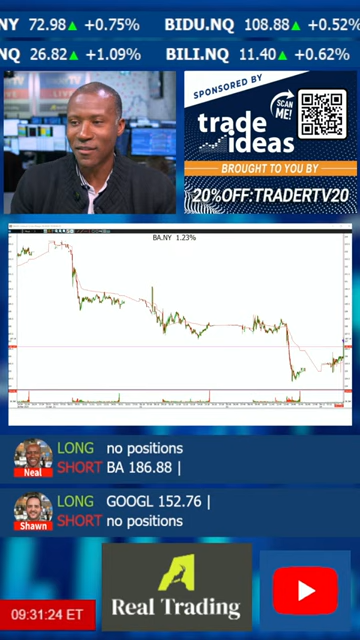 NY 72.98▲ +0.75% BIDU.NQ 108.88▲ +0.52%
NQ 26.82▲ +1.09% BILI.NQ 11.40▲ +0.62%
SPONSORED BY
SCAN ME!
trade
ideas
BROUGHT TO YOU BY
20%OFF:TRADERTV20
BA.NY 1.23%
LONG no positions
SHORT BA 186.88 |
Neal
LONG GOOGL 152.76 |
SHORT no positions
Shawn
Real Trading
09:31:24 ET